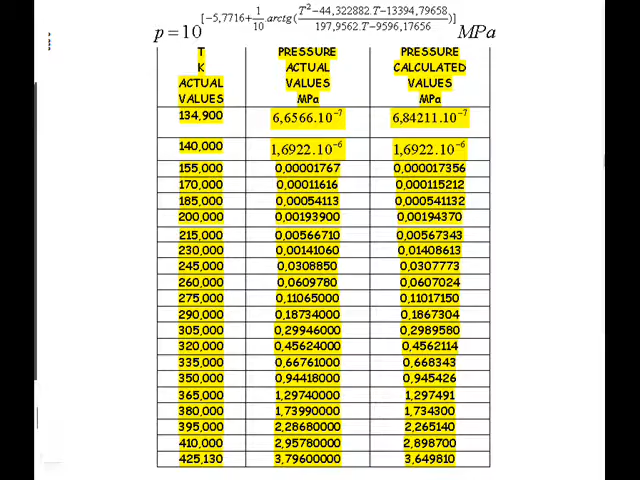 p = 10^[−5,7716+1/10 arctg(T²−44,322882.T−13394,79658/197,9562.T−9596,17656)] MPa
T K ACTUAL VALUES | PRESSURE ACTUAL VALUES MPa | PRESSURE CALCULATED VALUES MPa
134,900 6,6566.10⁻⁷ 6,84211.10⁻⁷
140,000 1,6922.10⁻⁶ 1,6922.10⁻⁶
155,000 0,00001767 0,000017356
170,000 0,00011616 0,000115212
185,000 0,00054113 0,000541132
200,000 0,00193900 0,00194370
215,000 0,00566710 0,00567343
230,000 0,00141060 0,01408613
245,000 0,0308850 0,0307773
260,000 0,0609780 0,0607024
275,000 0,11065000 0,11017150
290,000 0,18734000 0,1867304
305,000 0,29946000 0,2989580
320,000 0,45624000 0,4562114
335,000 0,66761000 0,668343
350,000 0,94418000 0,945426
365,000 1,29740000 1,297491
380,000 1,73990000 1,734300
395,000 2,28680000 2,265140
410,000 2,95780000 2,898700
425,130 3,79600000 3,649810